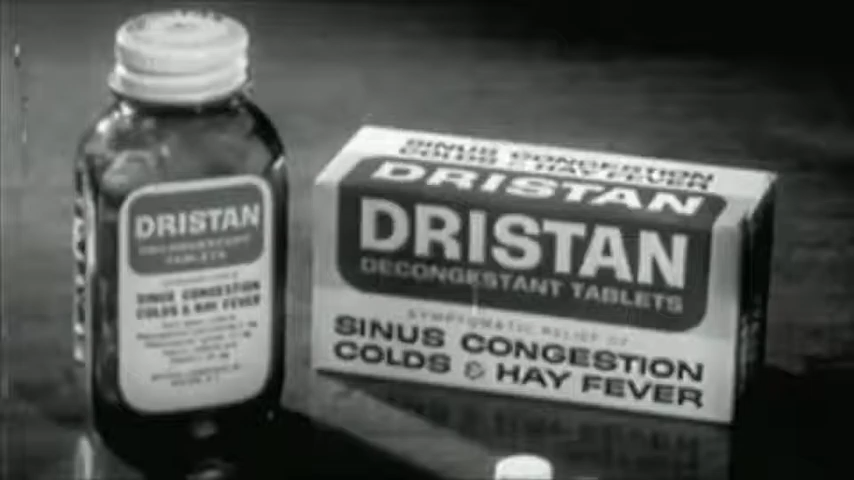 DRISTAN
DECONGESTANT
TABLETS
SINUS CONGESTION
COLDS & HAY FEVER
SINUS CONGESTION
COLDS & HAY FEVER
DRISTAN
DRISTAN
DECONGESTANT TABLETS
SYMPTOMATIC RELIEF OF
SINUS CONGESTION
COLDS & HAY FEVER